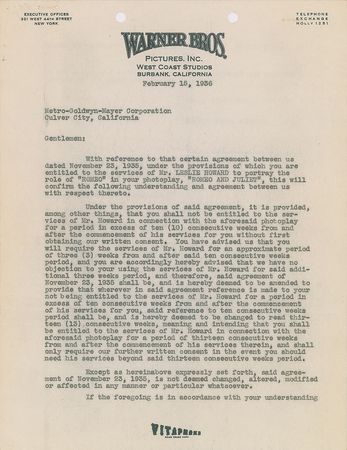 EXECUTIVE OFFICES
321 WEST 44TH STREET
NEW YORK
TELEPHONE
EXCHANGE
HOLLY 1251
WARNER BROS.
PICTURES, INC.
WEST COAST STUDIOS
BURBANK, CALIFORNIA
February 15, 1936
Metro-Goldwyn-Mayer Corporation
Culver City, California
Gentlemen:
With reference to that certain agreement between us
dated November 23, 1935, under the provisions of which you are
entitled to the services of Mr. LESLIE HOWARD to portray the
role of "ROMEO" in your photoplay, "ROMEO AND JULIET", this will
confirm the following understanding and agreement between us
with respect thereto.
Under the provisions of said agreement, it is provided,
among other things, that you shall not be entitled to the ser-
vices of Mr. Howard in connection with the aforesaid photoplay
for a period in excess of ten (10) consecutive weeks from and
after the commencement of his services for you without first
obtaining our written consent. You have advised us that you
will require the services of Mr. Howard for an approximate period
of three (3) weeks from and after said ten consecutive weeks
period, and you are accordingly hereby advised that we have no
objection to your using the services of Mr. Howard for said addi-
tional three weeks period, and therefore, said agreement of
November 23, 1935 shall be, and is hereby deemed to be amended to
provide that wherever in said agreement reference is made to your
not being entitled to the services of Mr. Howard for a period in
excess of ten consecutive weeks from and after the commencement
of his services for you, said reference to ten consecutive weeks
period shall be, and is hereby deemed to be changed to read thir-
teen (13) consecutive weeks, meaning and intending that you shall
be entitled to the services of Mr. Howard in connection with the
aforesaid photoplay for a period of thirteen consecutive weeks
from and after the commencement of his services therein, and shall
only require our further written consent in the event you should
need his services beyond said thirteen consecutive weeks period.
Except as hereinabove expressly set forth, said agree-
ment of November 23, 1935, is not deemed changed, altered, modified
or affected in any manner or particular whatsoever.
If the foregoing is in accordance with your understanding
VITAPHONE